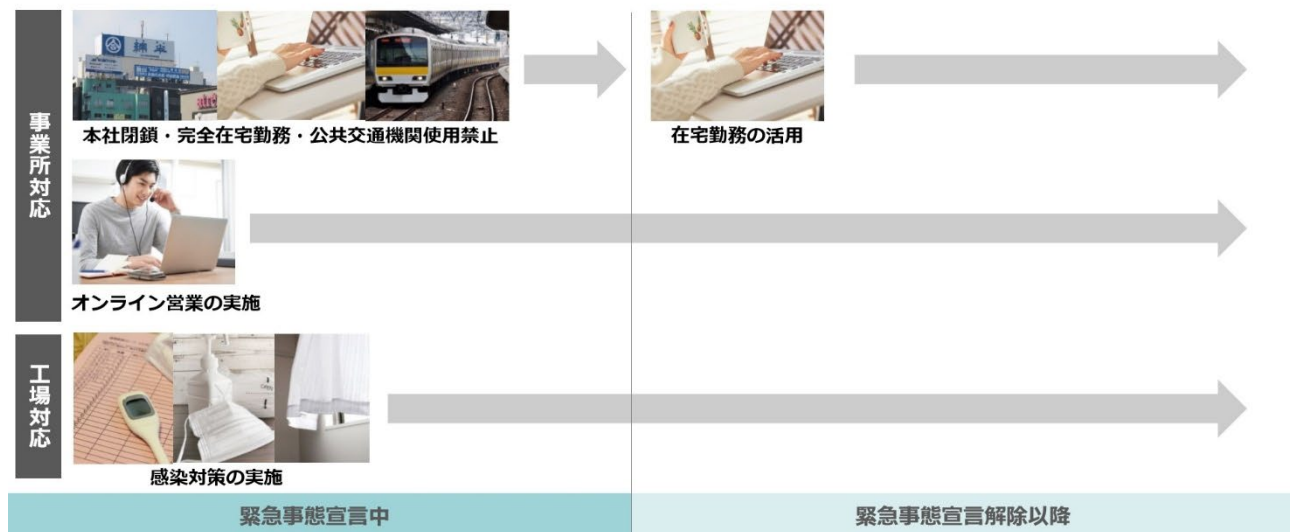 事業所対応
本社閉鎖・完全在宅勤務・公共交通機関使用禁止
在宅勤務の活用
オンライン営業の実施
工場対応
感染対策の実施
緊急事態宣言中
緊急事態宣言解除以降